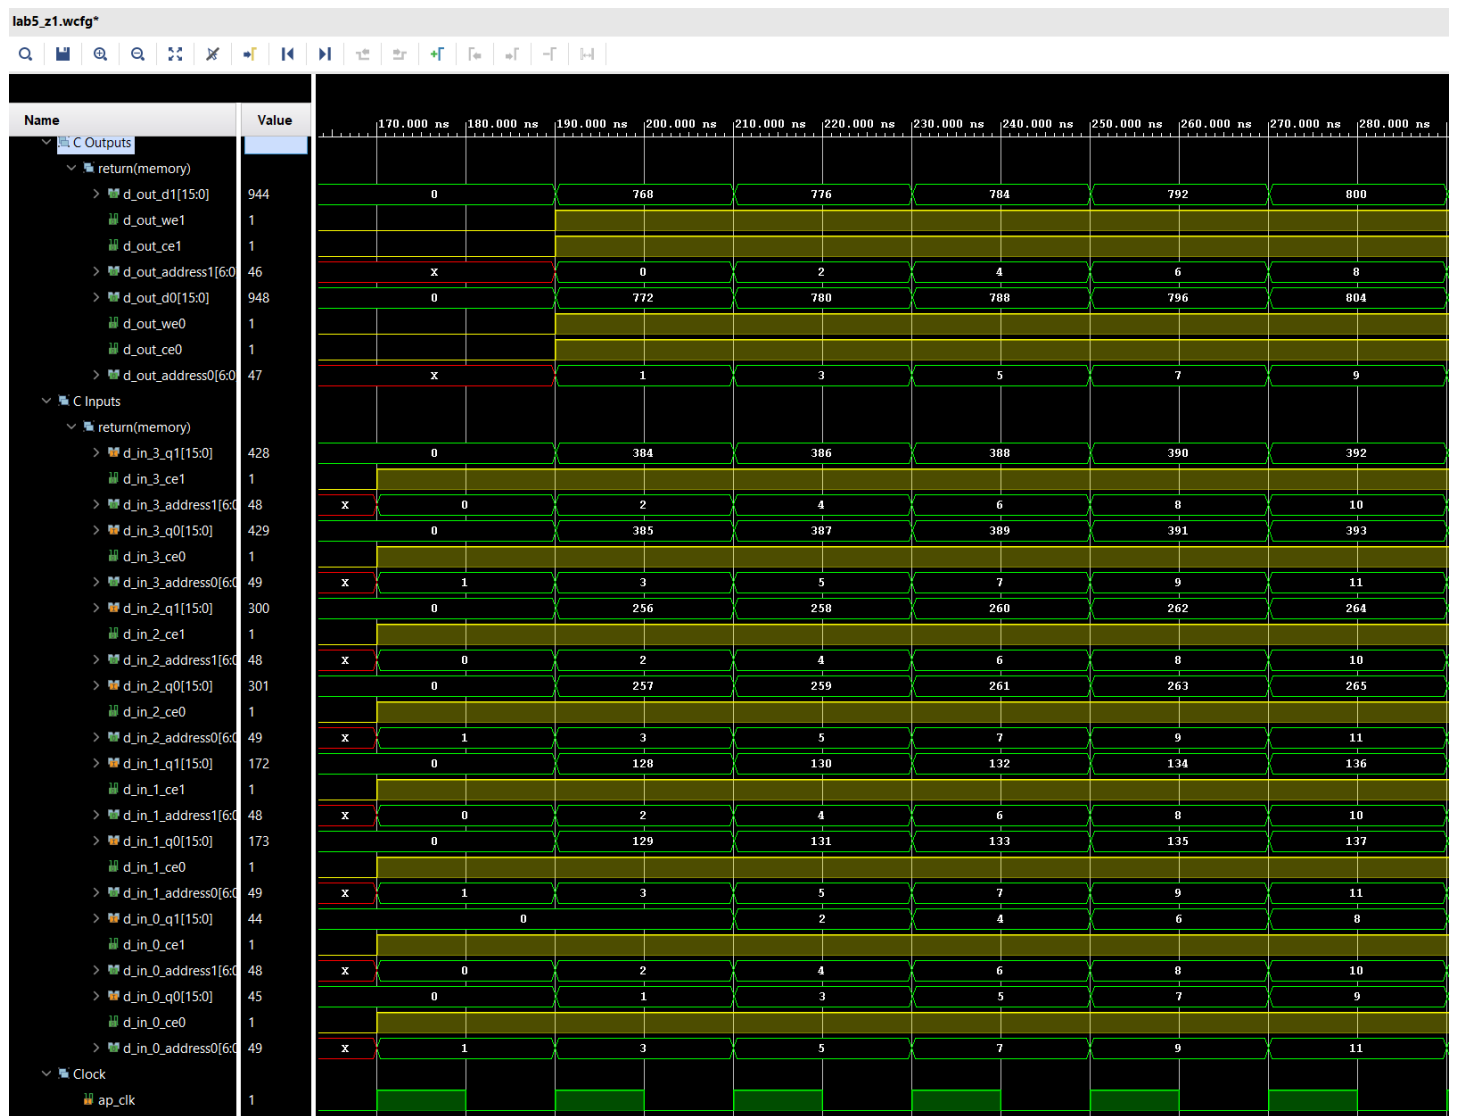 lab5_z1.wcfg*
Name Value 170.000 ns 180.000 ns 190.000 ns 200.000 ns 210.000 ns 220.000 ns 230.000 ns 240.000 ns 250.000 ns 260.000 ns 270.000 ns 280.000 ns
C Outputs
return(memory)
d_out_d1[15:0] 944 0 768 776 784 792 800
d_out_we1 1
d_out_ce1 1
d_out_address1[6:0 46 X 0 2 4 6 8
d_out_d0[15:0] 948 0 772 780 788 796 804
d_out_we0 1
d_out_ce0 1
d_out_address0[6:0 47 X 1 3 5 7 9
C Inputs
return(memory)
d_in_3_q1[15:0] 428 0 384 386 388 390 392
d_in_3_ce1 1
d_in_3_address1[6:0 48 X 0 2 4 6 8 10
d_in_3_q0[15:0] 429 0 385 387 389 391 393
d_in_3_ce0 1
d_in_3_address0[6:0 49 X 1 3 5 7 9 11
d_in_2_q1[15:0] 300 0 256 258 260 262 264
d_in_2_ce1 1
d_in_2_address1[6:0 48 X 0 2 4 6 8 10
d_in_2_q0[15:0] 301 0 257 259 261 263 265
d_in_2_ce0 1
d_in_2_address0[6:0 49 X 1 3 5 7 9 11
d_in_1_q1[15:0] 172 0 128 130 132 134 136
d_in_1_ce1 1
d_in_1_address1[6:0 48 X 0 2 4 6 8 10
d_in_1_q0[15:0] 173 0 129 131 133 135 137
d_in_1_ce0 1
d_in_1_address0[6:0 49 X 1 3 5 7 9 11
d_in_0_q1[15:0] 44 0 2 4 6 8
d_in_0_ce1 1
d_in_0_address1[6:0 48 X 0 2 4 6 8 10
d_in_0_q0[15:0] 45 0 1 3 5 7 9
d_in_0_ce0 1
d_in_0_address0[6:0 49 X 1 3 5 7 9 11
Clock
ap_clk 1